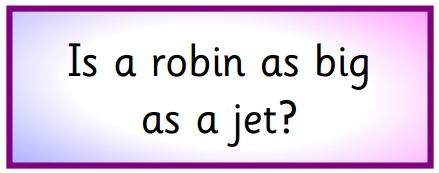 Is a robin as big
as a jet?